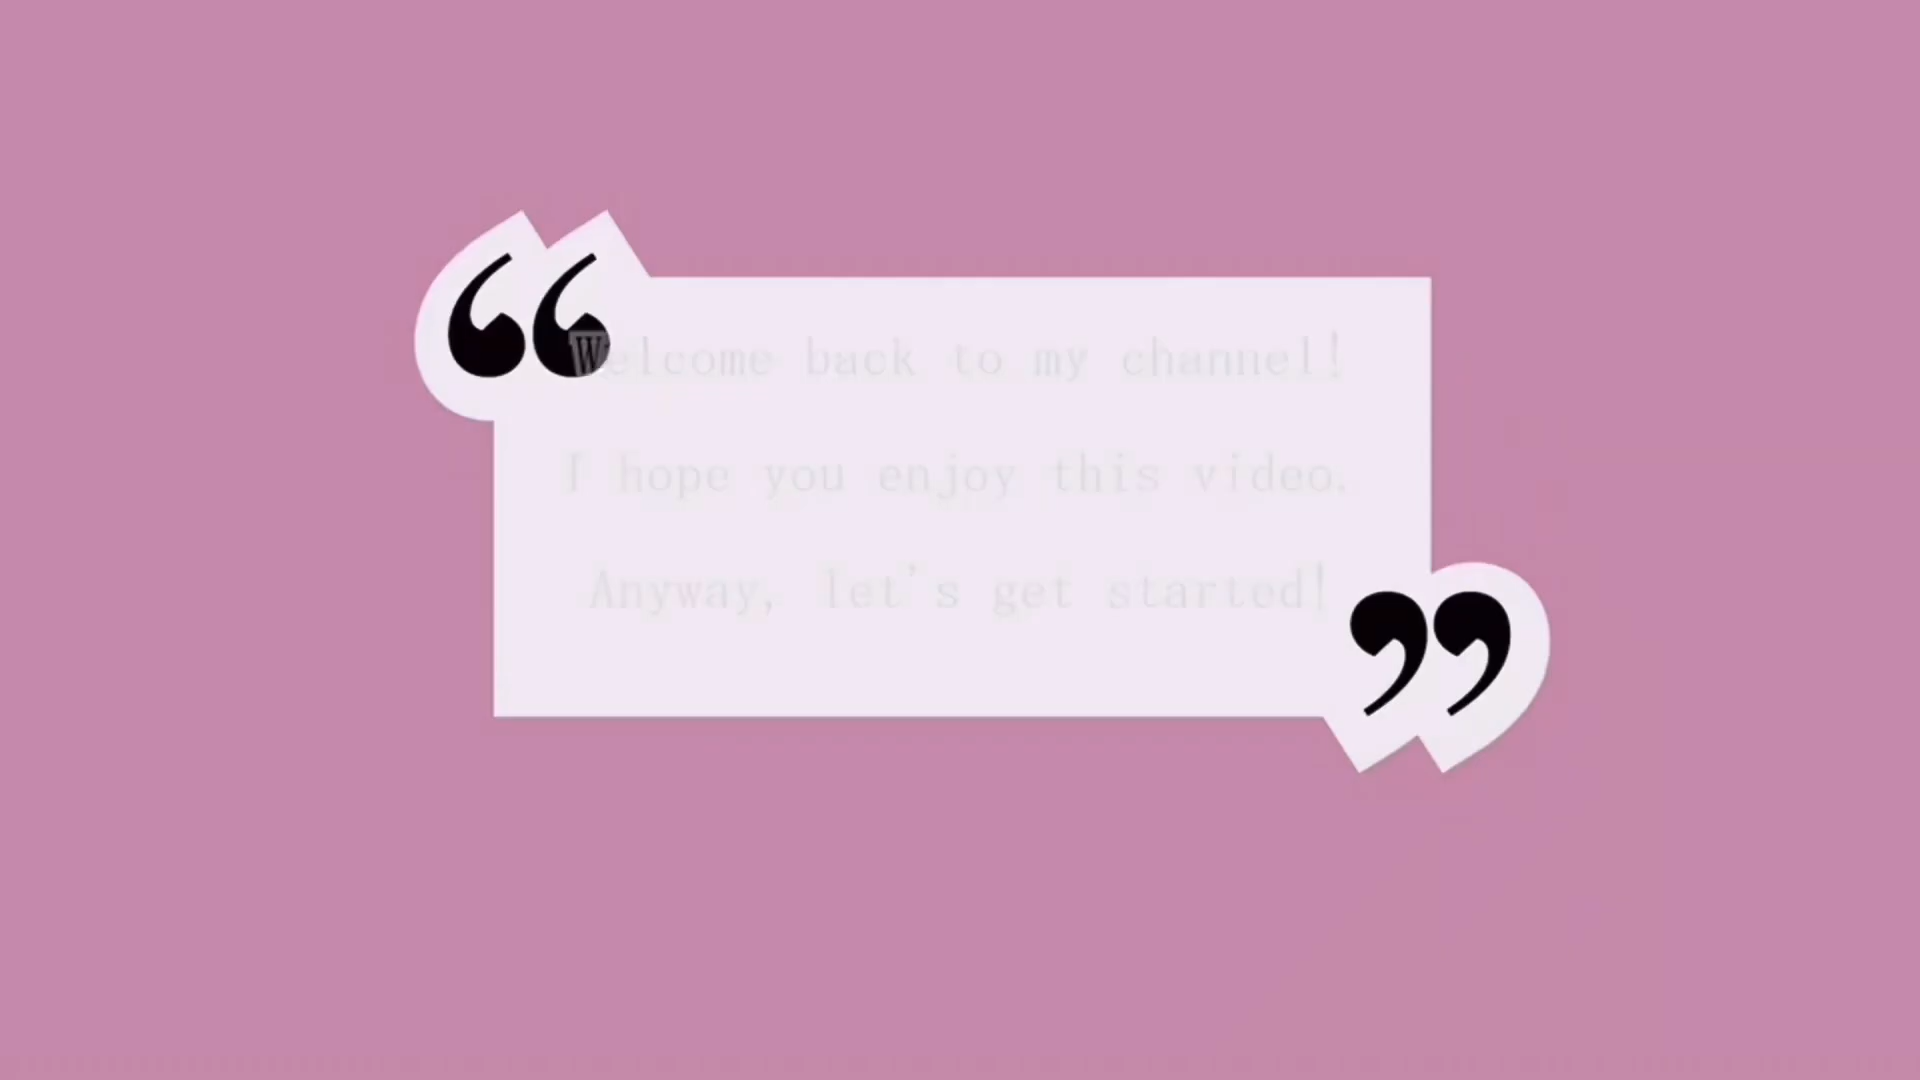 “
Welcome back to my channel!
I hope you enjoy this video.
Anyway, let's get started!
”